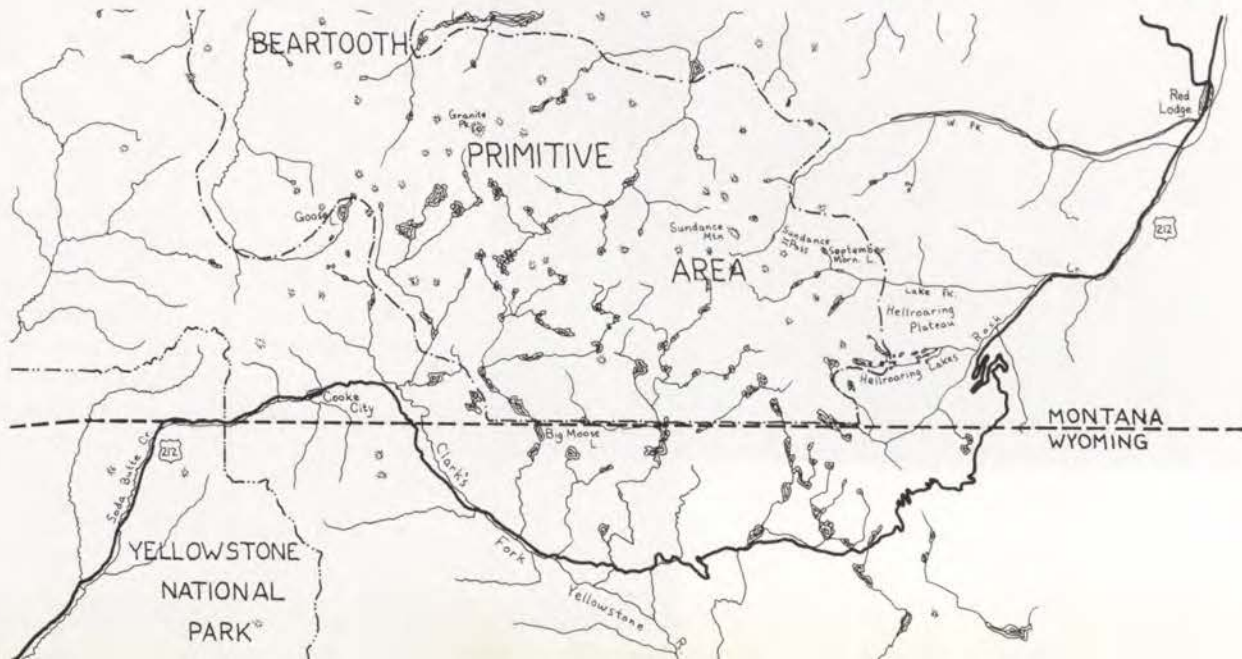 BEARTOOTH
Granite
Pk.
PRIMITIVE
Red
Lodge
W. Fk.
Goose
L.
212
Sundance
Mtn.
Sundance
Pass
September
Morn. L.
AREA
Cr.
Lake Fk.
Hellroaring
Plateau
Rock
Hellroaring Lakes
Cooke
City
MONTANA
WYOMING
Big Moose
L.
212
Soda Butte Cr.
Clark's
Fork
YELLOWSTONE
NATIONAL
PARK
Yellowstone
R.